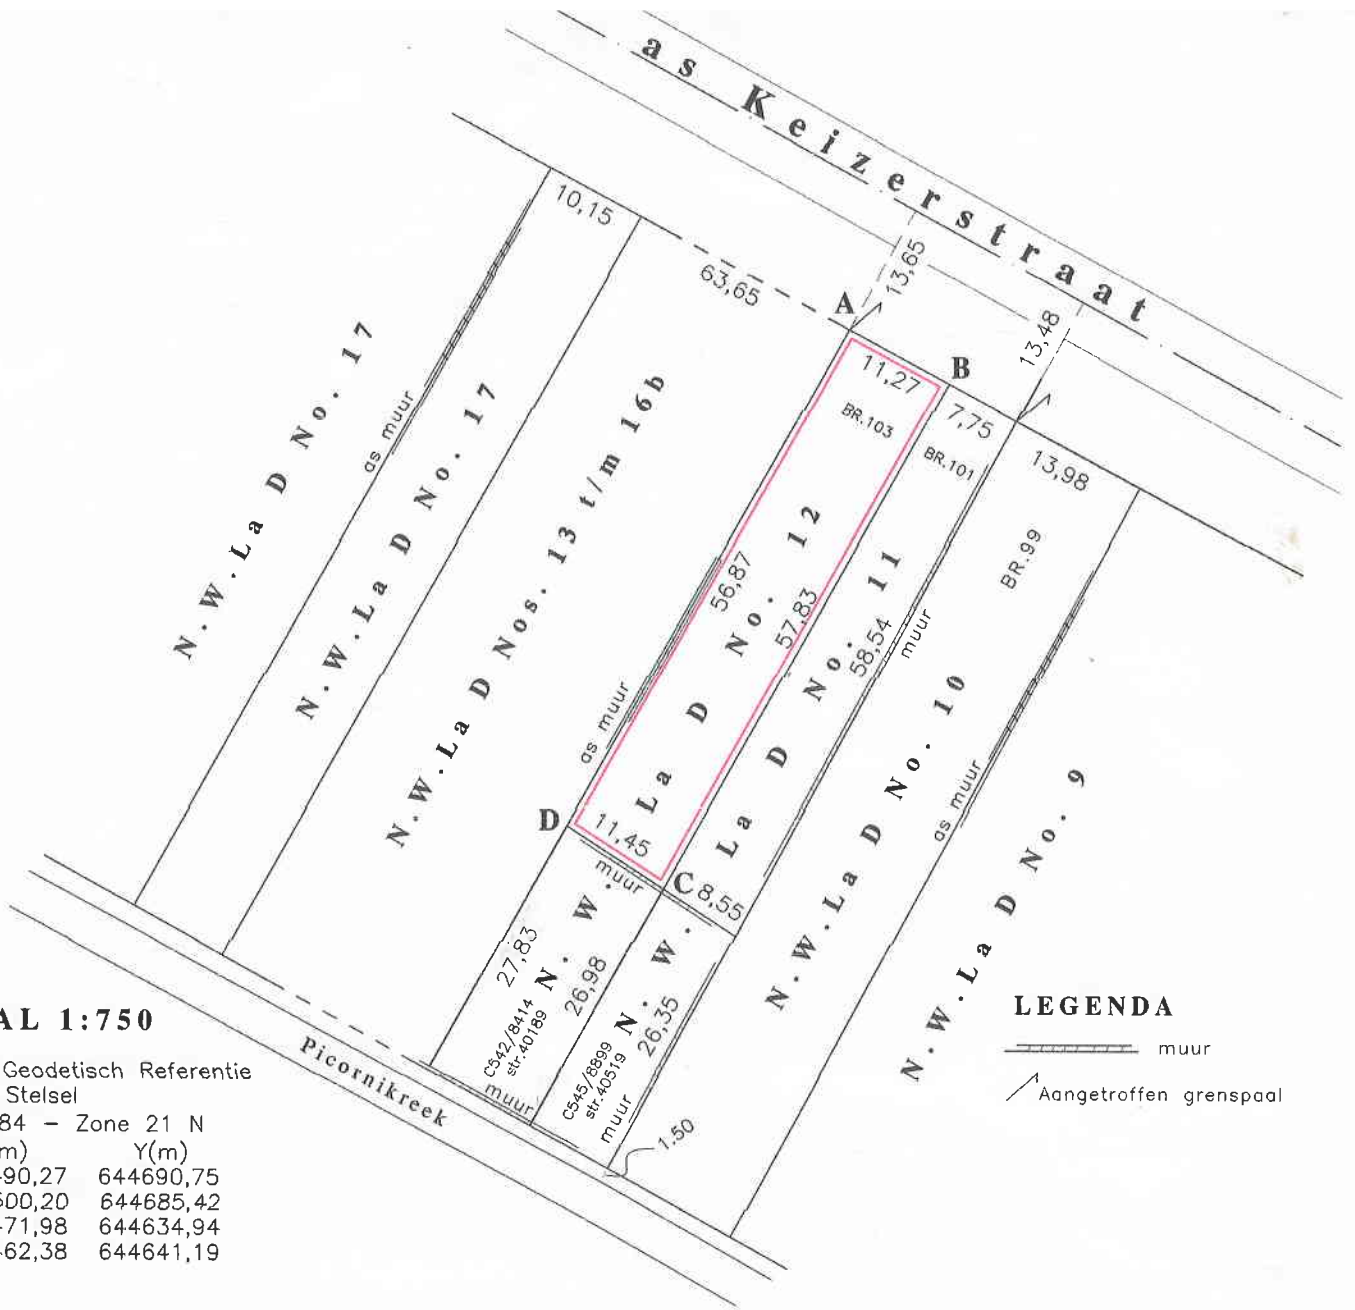 as Keizerstraat
10,15
63,65
13,65
13,48
A
B
11,27
7,75
13,98
BR.103
BR.101
BR.99
N.W.La D No. 17
as muur
N.W.La D No. 17
N.W.La D Nos. 13 t/m 16b
56,87
as muur
N.W. La D No. 12
57,83
N.W. La D No. 11
58,54
muur
N.W.La D No. 10
as muur
N.W.La D No. 9
D
11,45
muur
C
8,55
27,83
C542/8414
str.40189
26,98
muur
C545/8899
str.40519
26,35
muur
1.50
Picornikreek
AL 1:750
Geodetisch Referentie
Stelsel
84 – Zone 21 N
m) Y(m)
90,27 644690,75
500,20 644685,42
471,98 644634,94
462,38 644641,19
LEGENDA
muur
Aangetroffen grenspaal